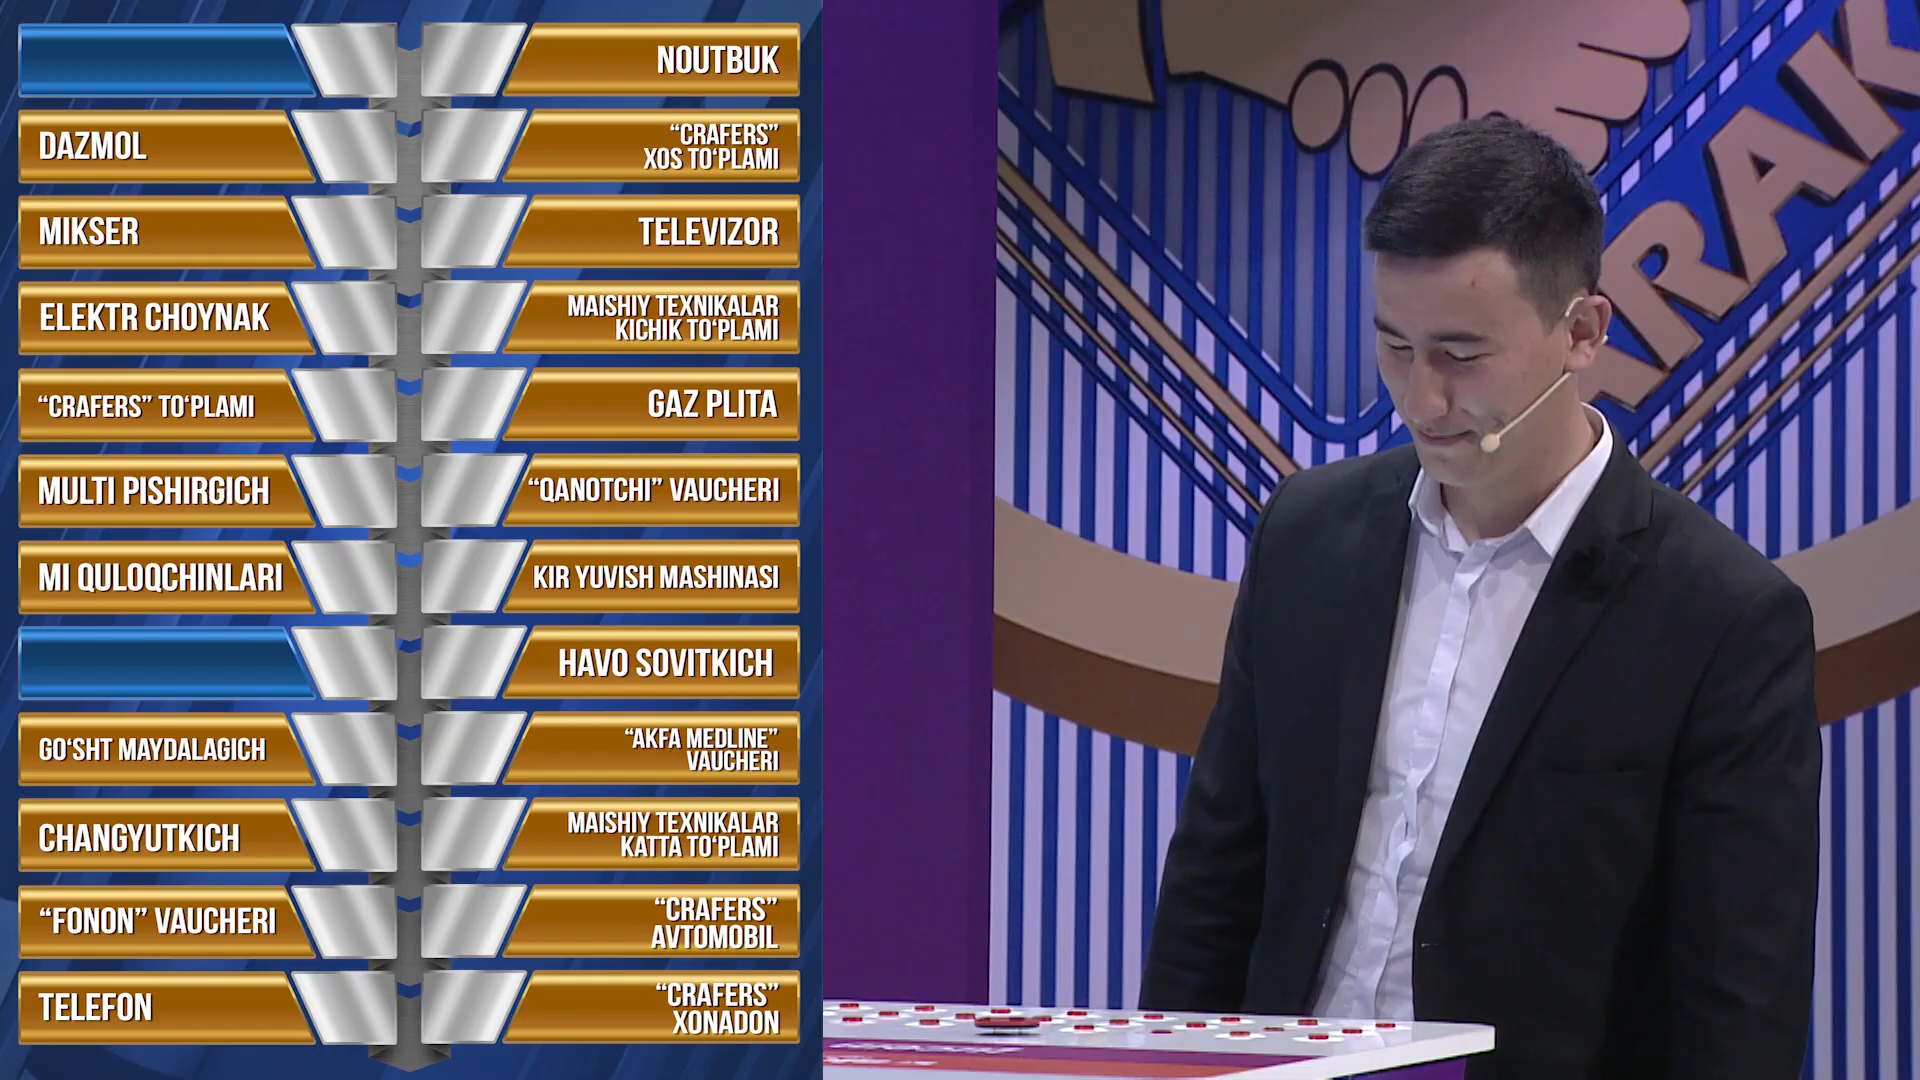 DAZMOL
MIKSER
ELEKTR CHOYNAK
“CRAFERS” TO‘PLAMI
MULTI PISHIRGICH
MI QULOQCHINLARI
GO‘SHT MAYDALAGICH
CHANGYUTKICH
“FONON” VAUCHERI
TELEFON
NOUTBUK
“CRAFERS”
XOS TO‘PLAMI
TELEVIZOR
MAISHIY TEXNIKALAR
KICHIK TO‘PLAMI
GAZ PLITA
“QANOTCHI” VAUCHERI
KIR YUVISH MASHINASI
HAVO SOVITKICH
“AKFA MEDLINE”
VAUCHERI
MAISHIY TEXNIKALAR
KATTA TO‘PLAMI
“CRAFERS”
AVTOMOBIL
“CRAFERS”
XONADON